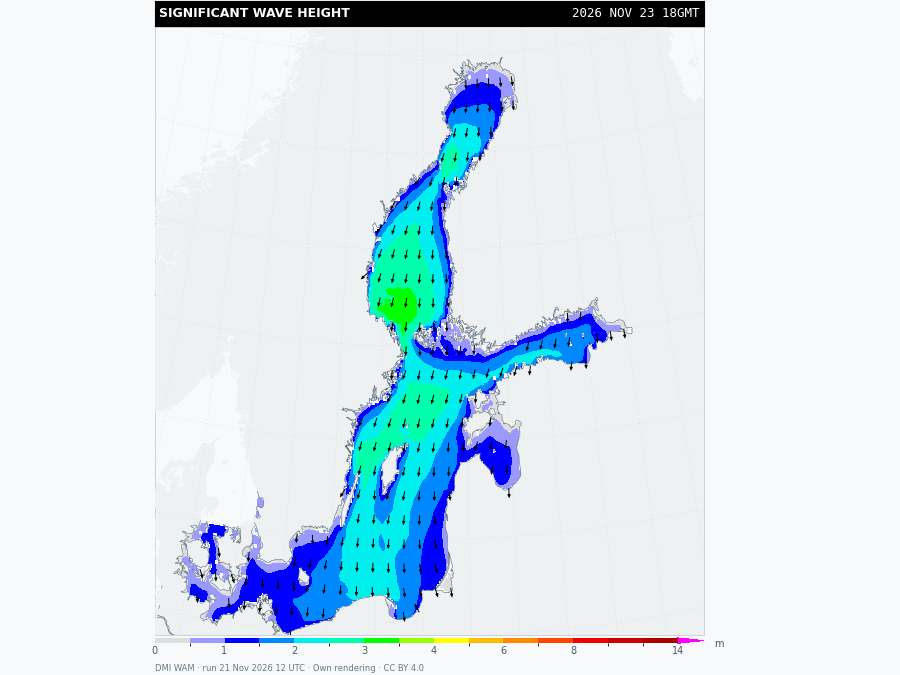 SIGNIFICANT WAVE HEIGHT 2026 NOV 23 18GMT
0 1 2 3 4 6 8 14 m
DMI WAM · run 21 Nov 2026 12 UTC · Own rendering · CC BY 4.0